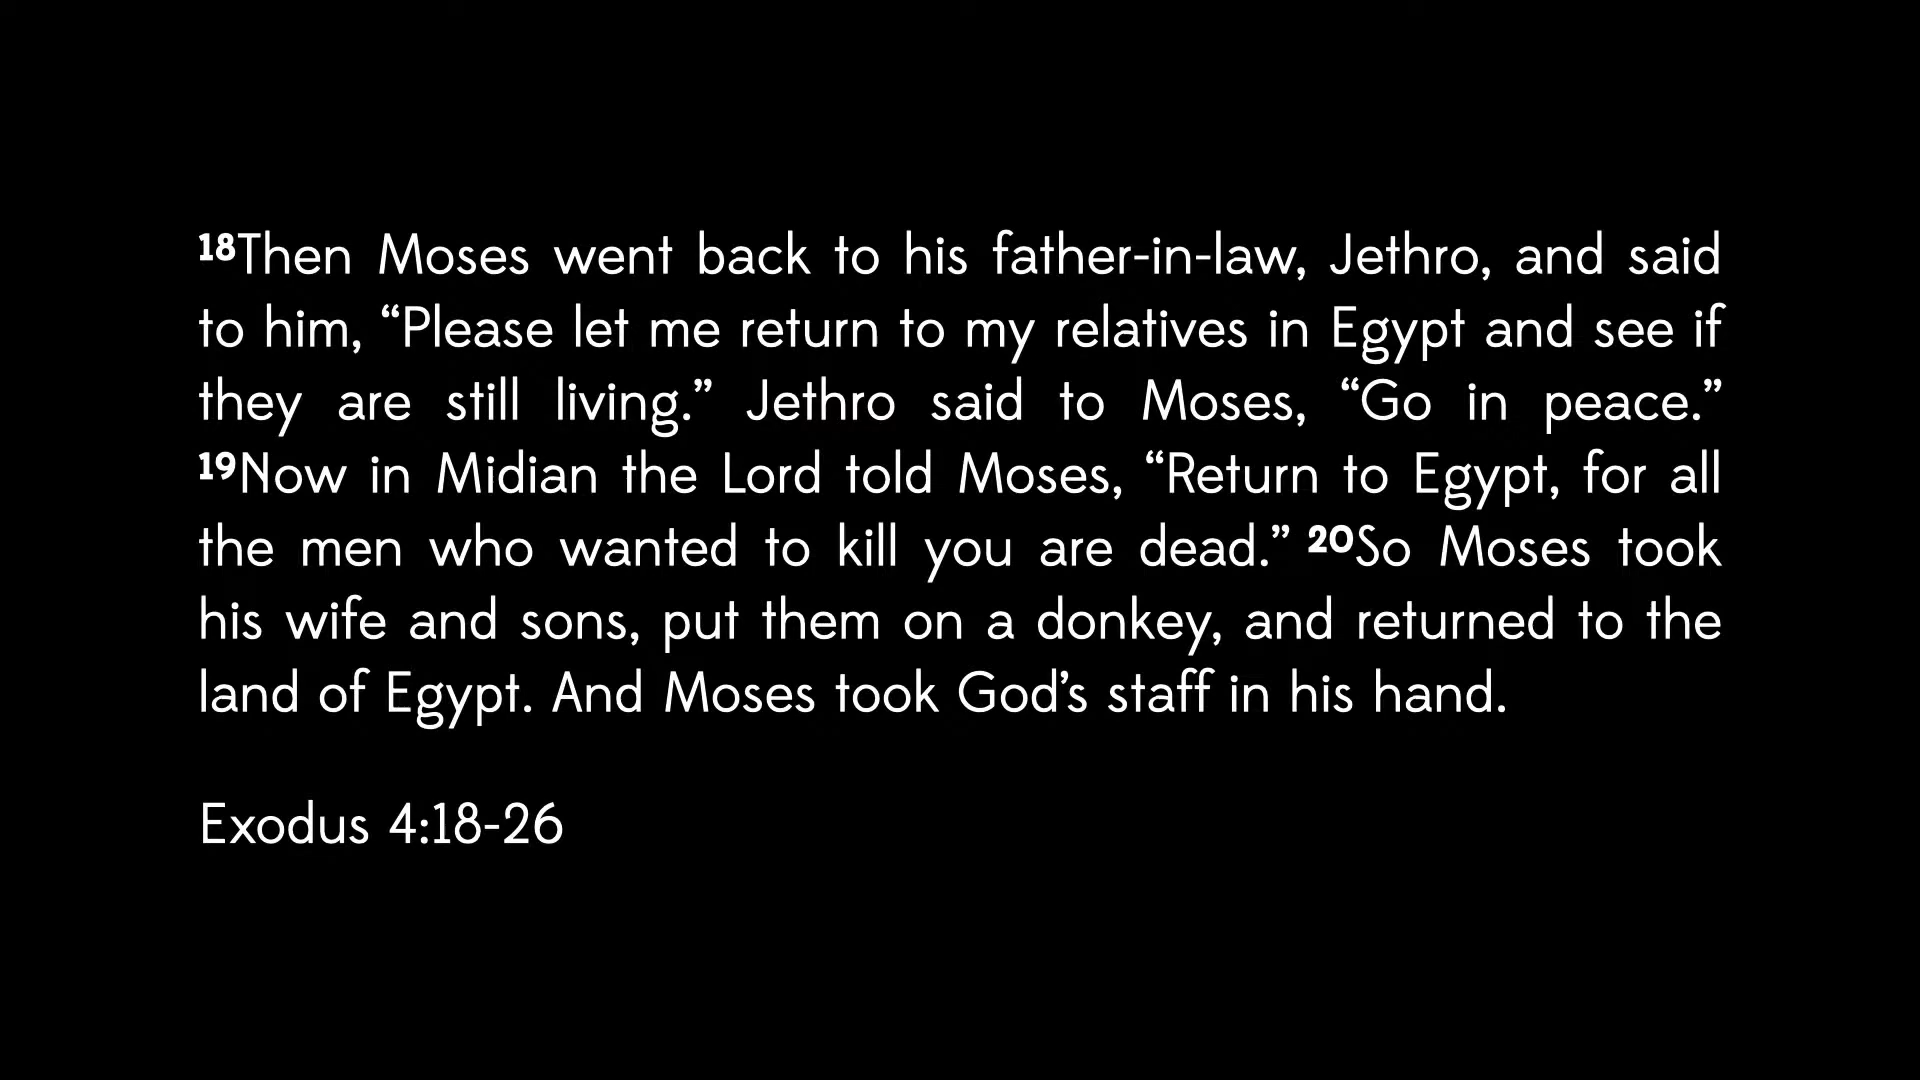 18Then Moses went back to his father-in-law, Jethro, and said
to him, “Please let me return to my relatives in Egypt and see if
they are still living.” Jethro said to Moses, “Go in peace.”
19Now in Midian the Lord told Moses, “Return to Egypt, for all
the men who wanted to kill you are dead.” 20So Moses took
his wife and sons, put them on a donkey, and returned to the
land of Egypt. And Moses took God’s staff in his hand.
Exodus 4:18-26